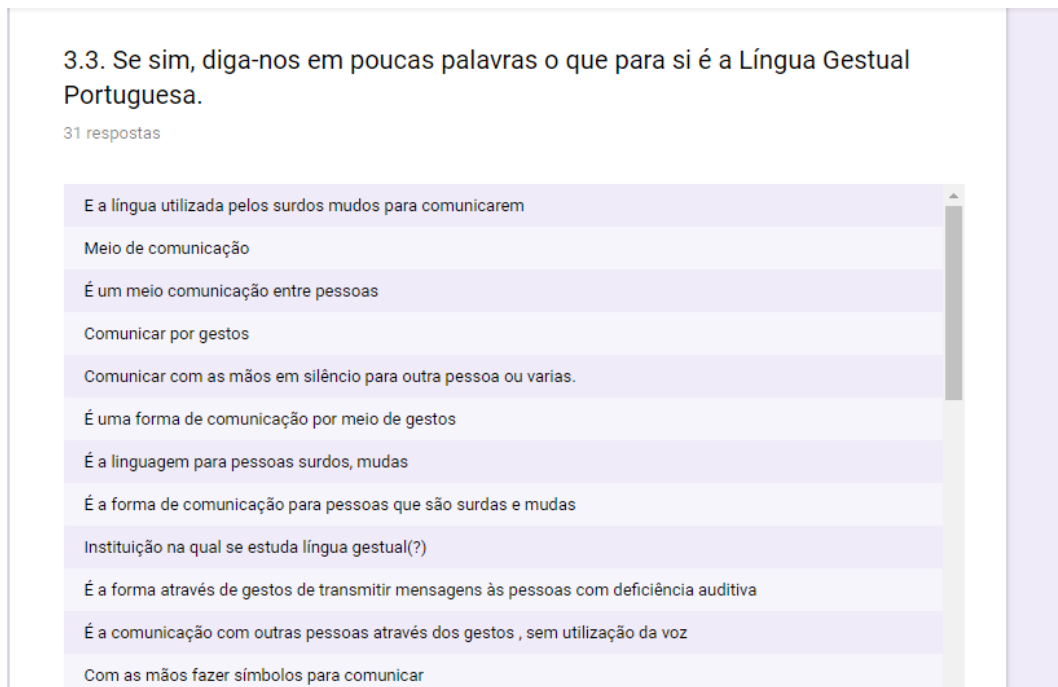 3.3. Se sim, diga-nos em poucas palavras o que para si é a Língua Gestual
Portuguesa.
31 respostas
E a língua utilizada pelos surdos mudos para comunicarem
Meio de comunicação
É um meio comunicação entre pessoas
Comunicar por gestos
Comunicar com as mãos em silêncio para outra pessoa ou varias.
É uma forma de comunicação por meio de gestos
É a linguagem para pessoas surdos, mudas
É a forma de comunicação para pessoas que são surdas e mudas
Instituição na qual se estuda língua gestual(?)
É a forma através de gestos de transmitir mensagens às pessoas com deficiência auditiva
É a comunicação com outras pessoas através dos gestos , sem utilização da voz
Com as mãos fazer símbolos para comunicar